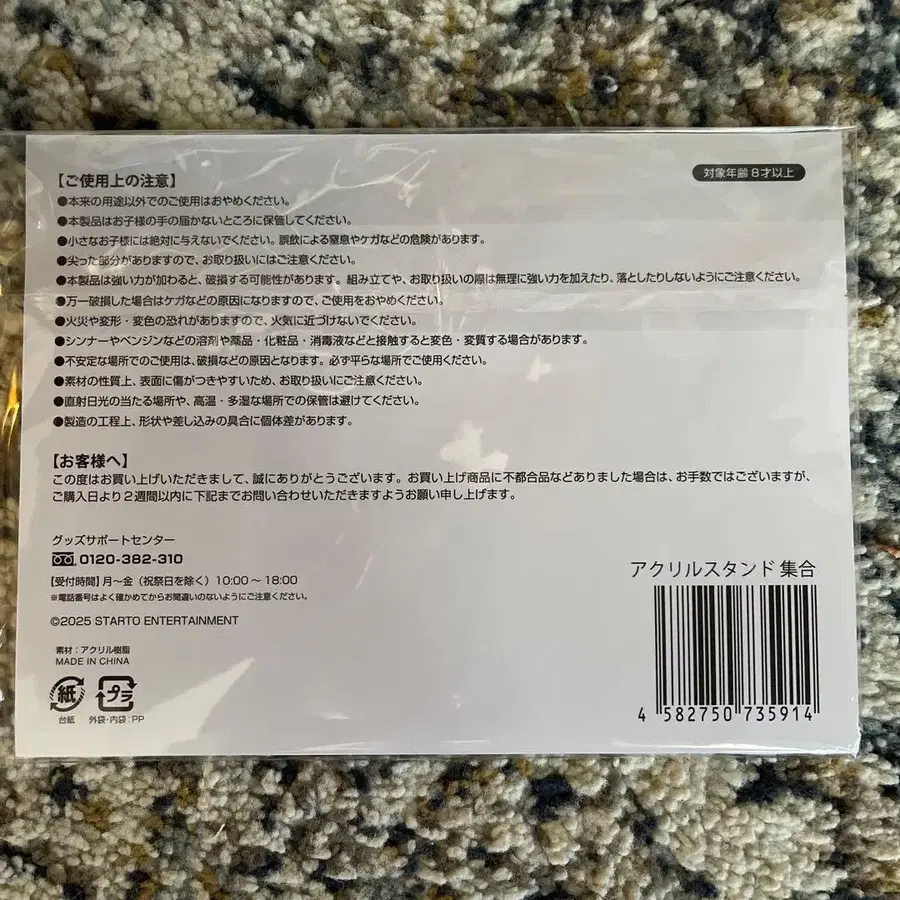 【ご使用上の注意】
対象年齢 8才以上
●本来の用途以外でのご使用はおやめください。
●本製品はお子様の手の届かないところに保管してください。
●小さなお子様には絶対に与えないでください。誤飲による窒息やケガなどの危険があります。
●尖った部分がありますので、お取り扱いにはご注意ください。
●本製品は強い力が加わると、破損する可能性があります。組み立てや、お取り扱いの際は無理に強い力を加えたり、落としたりしないようにご注意ください。
●万一破損した場合はケガなどの原因になりますので、ご使用をおやめください。
●火災や変形・変色の恐れがありますので、火気に近づけないでください。
●シンナーやベンジンなどの溶剤や薬品・化粧品・消毒液などと接触すると変色・変質する場合があります。
●不安定な場所でのご使用は、破損などの原因となります。必ず平らな場所でご使用ください。
●素材の性質上、表面に傷がつきやすいため、お取り扱いにご注意ください。
●直射日光の当たる場所や、高温・多湿な場所での保管は避けてください。
●製造の工程上、形状や差し込みの具合に個体差があります。
【お客様へ】
この度はお買い上げいただきまして、誠にありがとうございます。お買い上げ商品に不都合品などありました場合は、お手数ではございますが、
ご購入日より2週間以内に下記までお問い合わせいただきますようお願い申し上げます。
グッズサポートセンター
0120-382-310
【受付時間】月～金(祝祭日を除く)10:00～18:00
※電話番号はよく確かめてからお間違いのないようにご注意ください。
©2025 STARTO ENTERTAINMENT
アクリルスタンド 集合
素材:アクリル樹脂
MADE IN CHINA
紙
プラ
台紙
外袋・内袋:PP
4 582750 735914